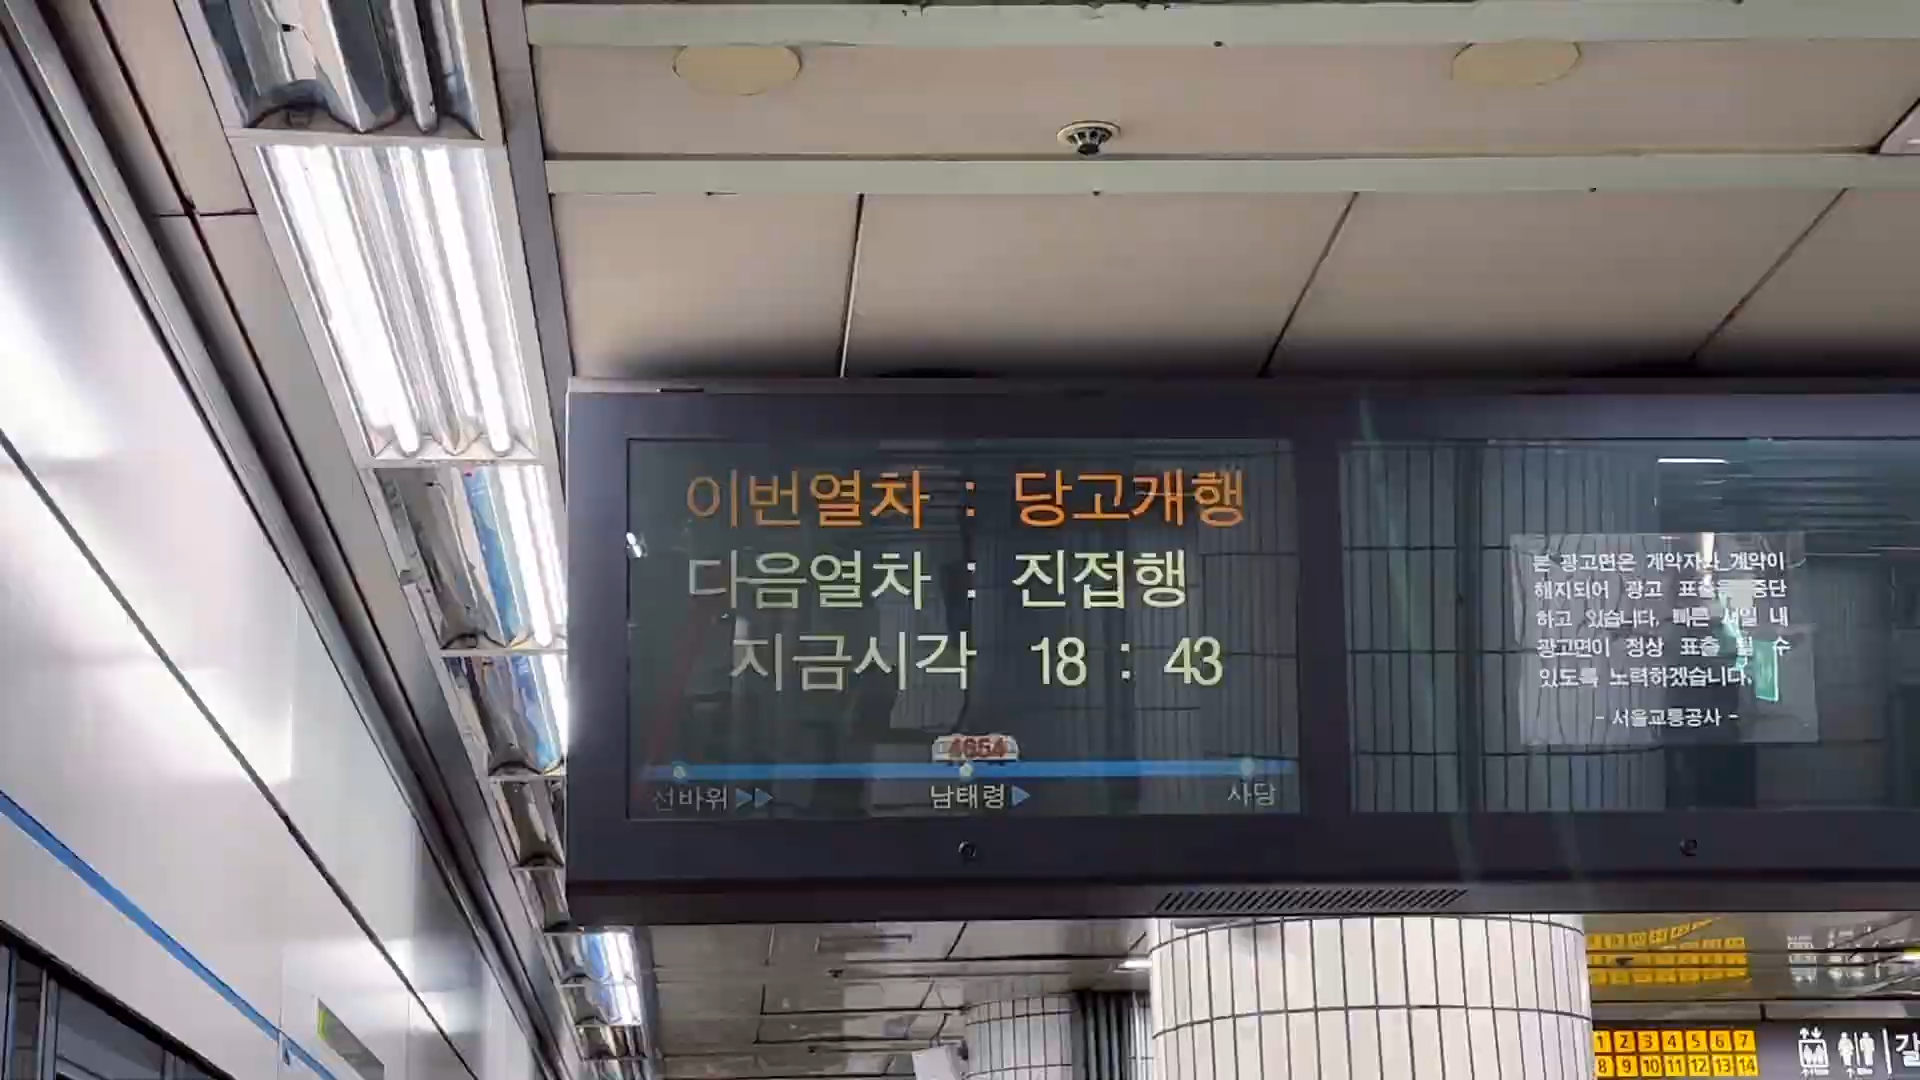 이번열차 : 당고개행
다음열차 : 진접행
지금시각 18 : 43
4654
선바위 남태령 사당
본 광고면은 계약자와 계약이
해지되어 광고 표출을 중단
하고 있습니다. 빠른 시일 내
광고면이 정상 표출 될 수
있도록 노력하겠습니다.
- 서울교통공사 -
1 2 3 4 5 6 7
8 9 10 11 12 13 14